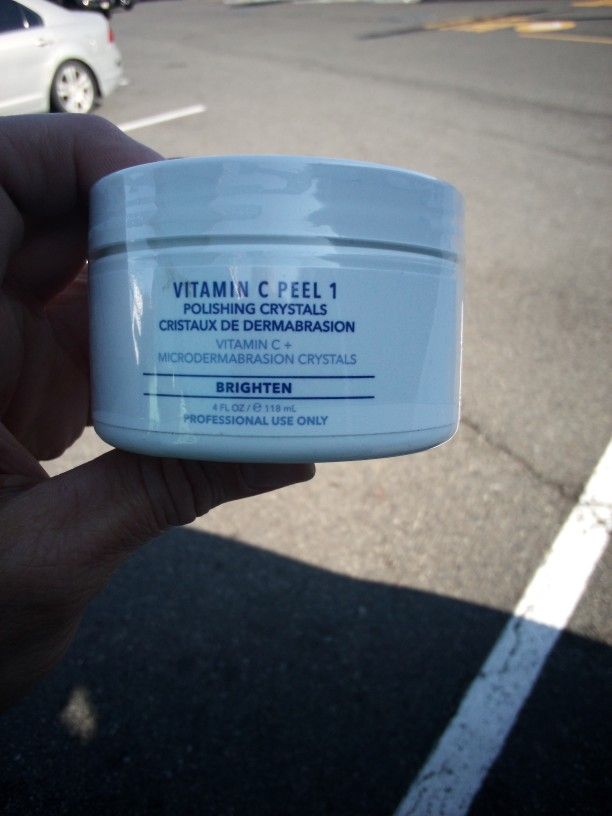 VITAMIN C PEEL 1
POLISHING CRYSTALS
CRISTAUX DE DERMABRASION
VITAMIN C +
MICRODERMABRASION CRYSTALS
BRIGHTEN
4 FL OZ / ℮ 118 mL
PROFESSIONAL USE ONLY